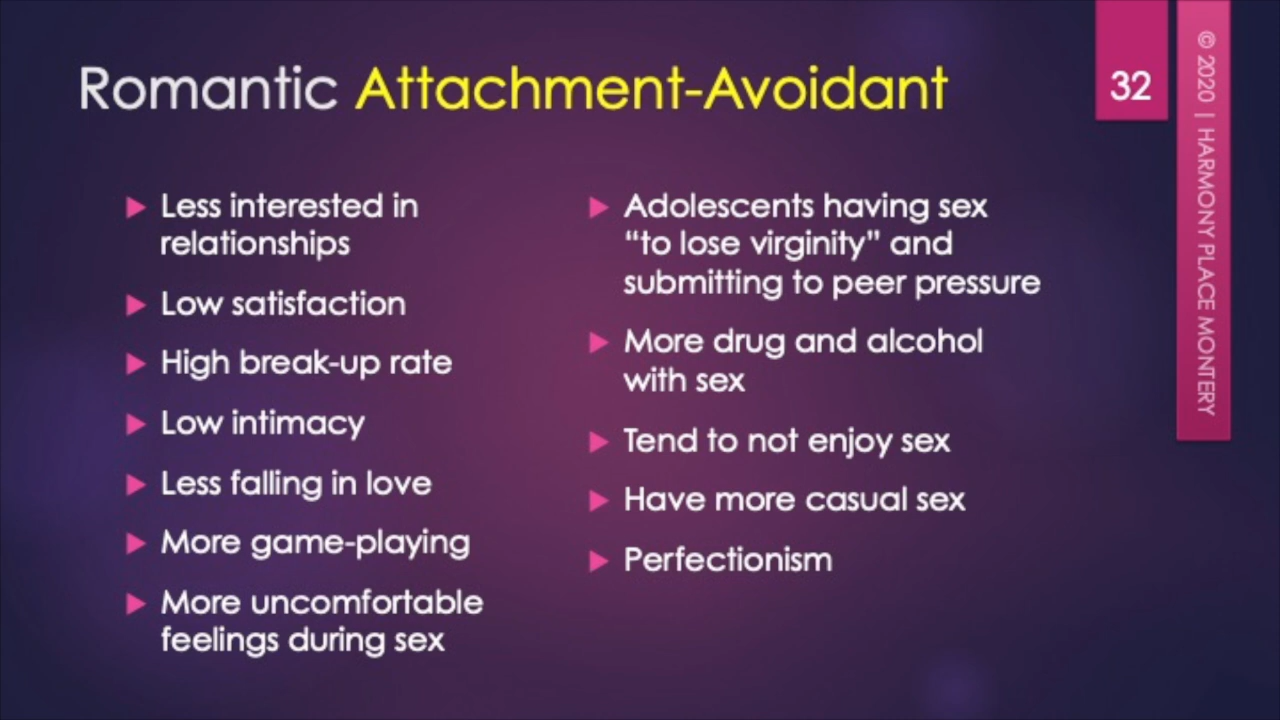 Romantic Attachment-Avoidant
32
Less interested in
relationships
Low satisfaction
High break-up rate
Low intimacy
Less falling in love
More game-playing
More uncomfortable
feelings during sex
Adolescents having sex
“to lose virginity” and
submitting to peer pressure
More drug and alcohol
with sex
Tend to not enjoy sex
Have more casual sex
Perfectionism
© 2020 | HARMONY PLACE MONTERY